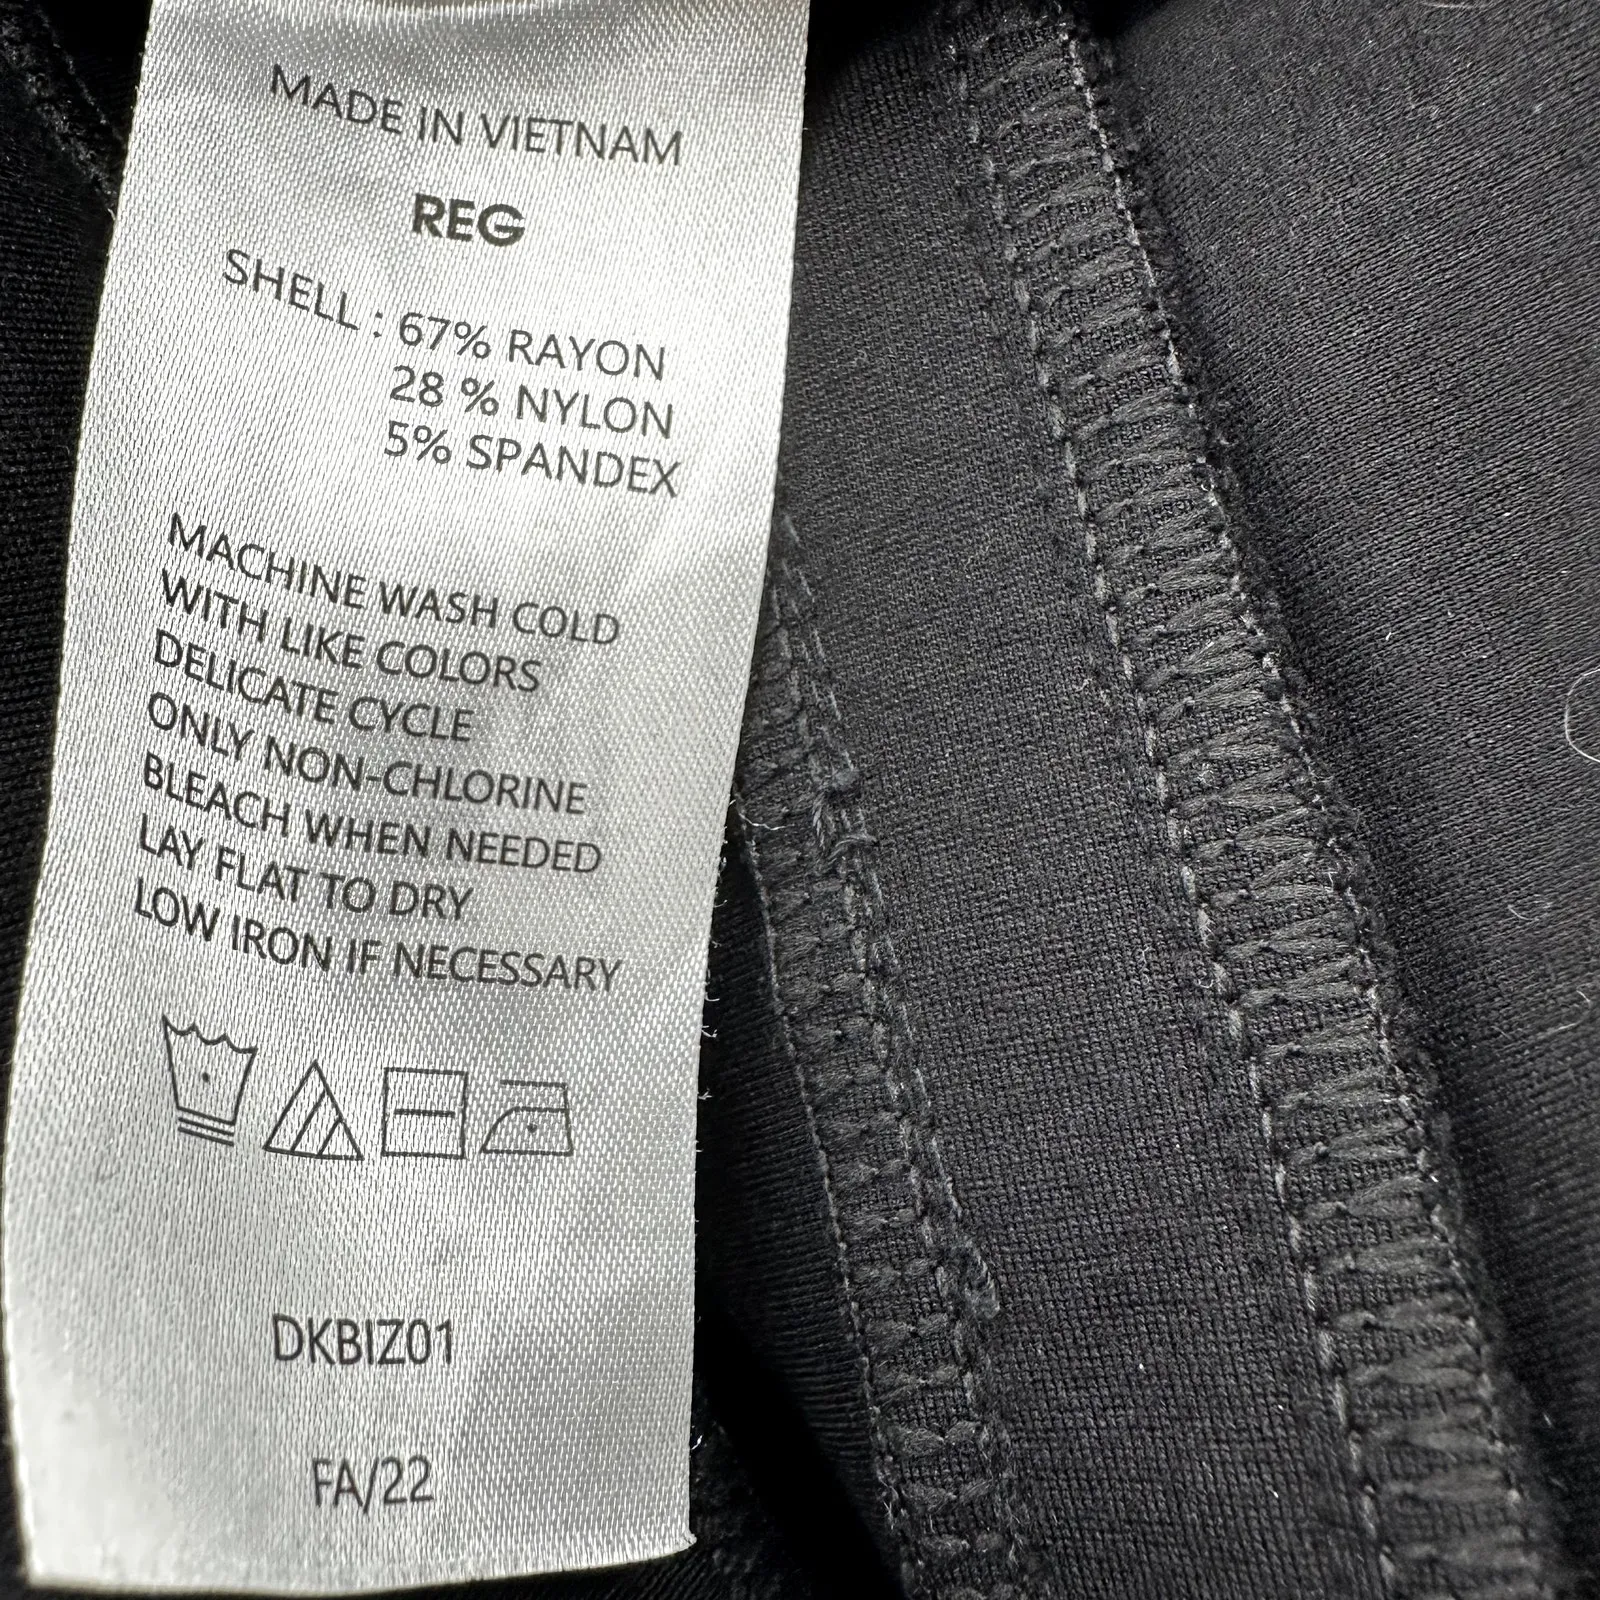 MADE IN VIETNAM
REG
SHELL : 67% RAYON
28 % NYLON
5% SPANDEX
MACHINE WASH COLD
WITH LIKE COLORS
DELICATE CYCLE
ONLY NON-CHLORINE
BLEACH WHEN NEEDED
LAY FLAT TO DRY
LOW IRON IF NECESSARY
DKBIZ01
FA/22